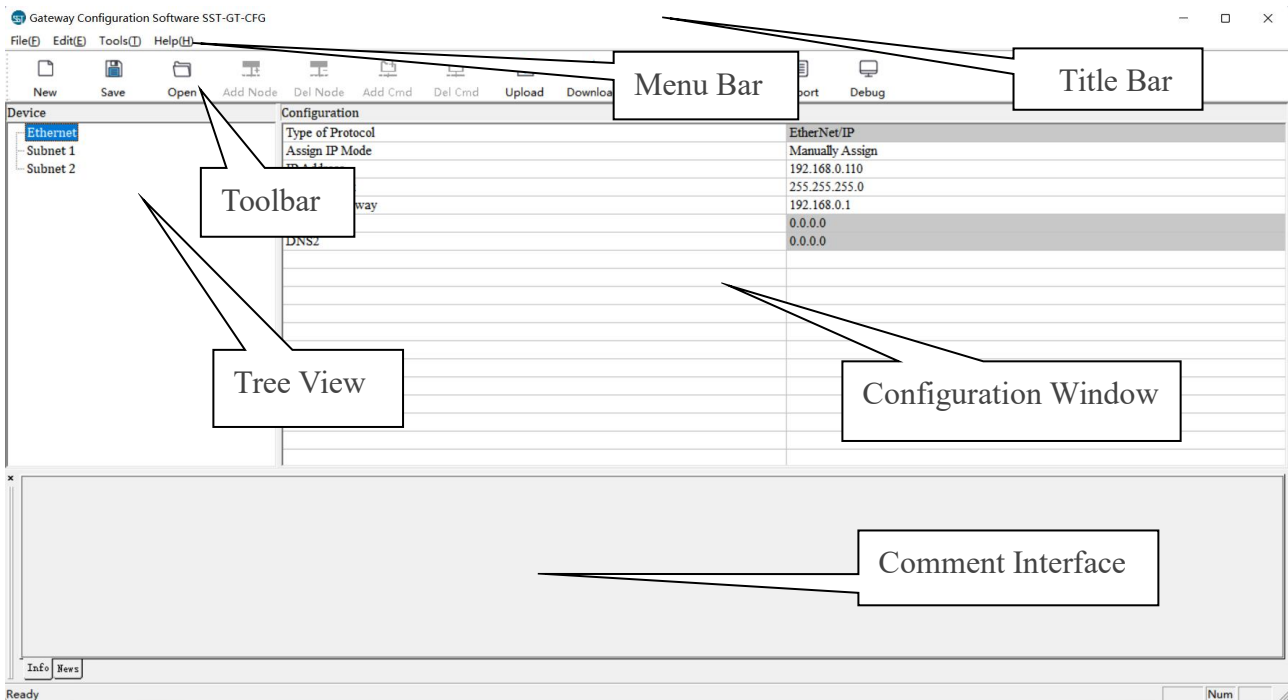 SST Gateway Configuration Software SST-GT-CFG
File(F) Edit(E) Tools(T) Help(H)
New Save Open Add Node Del Node Add Cmd Del Cmd Upload Debug
Menu Bar
Title Bar
Device
Configuration
Ethernet
Subnet 1
Subnet 2
Type of Protocol EtherNet/IP
Assign IP Mode Manually Assign
192.168.0.110
255.255.255.0
192.168.0.1
0.0.0.0
DNS2 0.0.0.0
Toolbar
Tree View
Configuration Window
Comment Interface
Info News
Ready Num